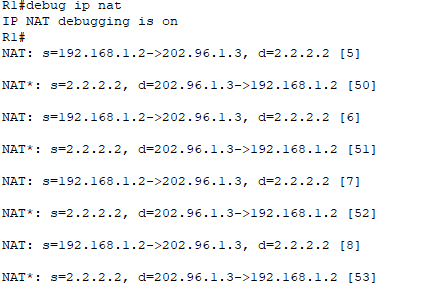 R1#debug ip nat
IP NAT debugging is on
R1#
NAT: s=192.168.1.2->202.96.1.3, d=2.2.2.2 [5]
NAT*: s=2.2.2.2, d=202.96.1.3->192.168.1.2 [50]
NAT: s=192.168.1.2->202.96.1.3, d=2.2.2.2 [6]
NAT*: s=2.2.2.2, d=202.96.1.3->192.168.1.2 [51]
NAT: s=192.168.1.2->202.96.1.3, d=2.2.2.2 [7]
NAT*: s=2.2.2.2, d=202.96.1.3->192.168.1.2 [52]
NAT: s=192.168.1.2->202.96.1.3, d=2.2.2.2 [8]
NAT*: s=2.2.2.2, d=202.96.1.3->192.168.1.2 [53]